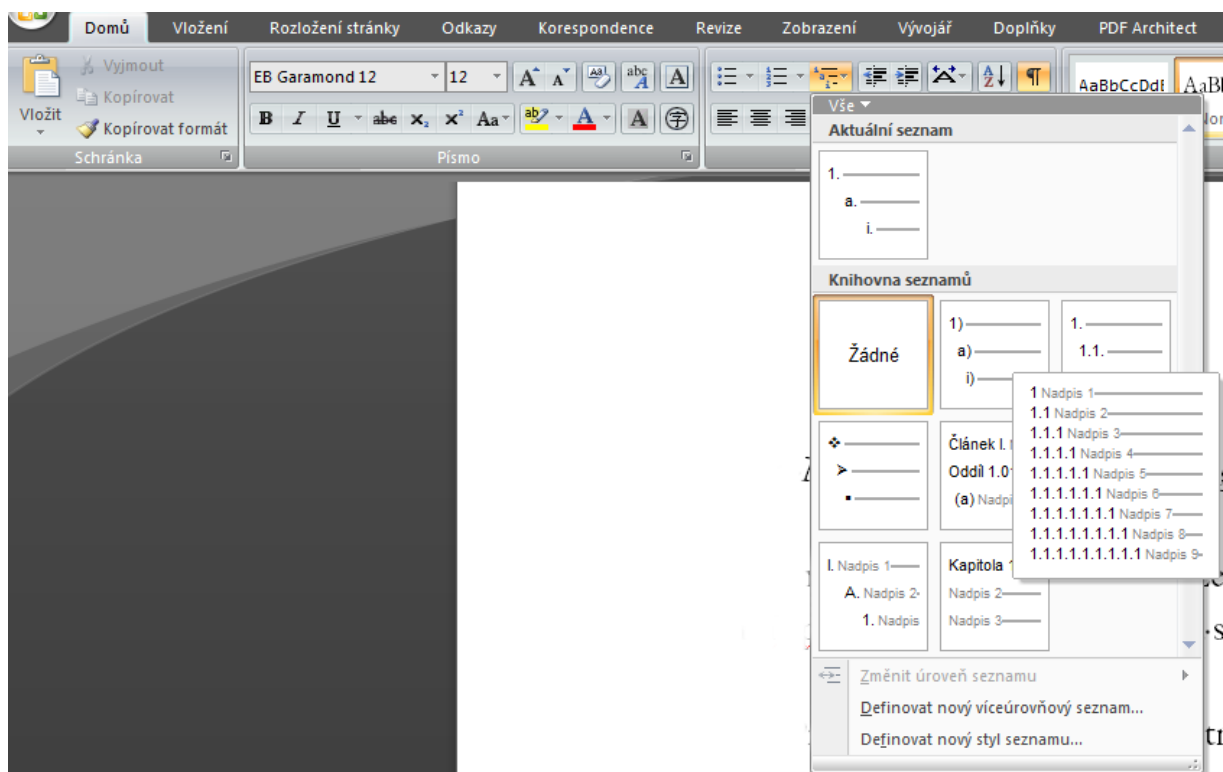 Domů Vložení Rozložení stránky Odkazy Korespondence Revize Zobrazení Vývojář Doplňky PDF Architect
Vložit
Vyjmout
Kopírovat
Kopírovat formát
Schránka
EB Garamond 12 12
Písmo
AaBbCcDdE AaBb
Vše
Aktuální seznam
1.
a.
i.
Knihovna seznamů
Žádné
1)
a)
i)
1.
1.1.
1 Nadpis 1
1.1 Nadpis 2
1.1.1 Nadpis 3
1.1.1.1 Nadpis 4
1.1.1.1.1 Nadpis 5
1.1.1.1.1.1 Nadpis 6
1.1.1.1.1.1.1 Nadpis 7
1.1.1.1.1.1.1.1 Nadpis 8
1.1.1.1.1.1.1.1.1 Nadpis 9
Článek I.
Oddíl 1.01
(a) Nadpi
I. Nadpis 1
A. Nadpis 2
1. Nadpis
Kapitola 1
Nadpis 2
Nadpis 3
Změnit úroveň seznamu
Definovat nový víceúrovňový seznam...
Definovat nový styl seznamu...